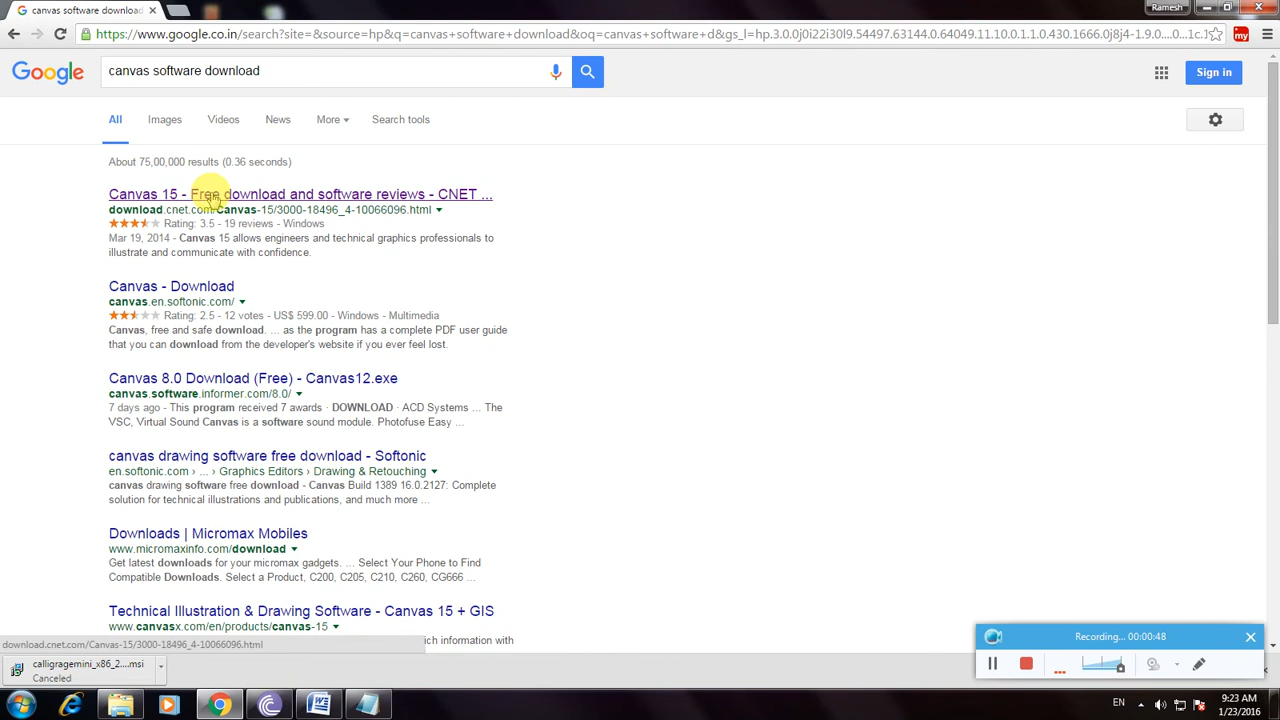 canvas software download
Ramesh
https://www.google.co.in/search?site=&source=hp&q=canvas+software+download&oq=canvas+software+d&gs_l=hp.3.0.0j0i22i30l9.54497.63144.0.64049.11.10.0.1.1.0.430.1666.0j8j4-1.9.0...0...1c.1
my
Google
canvas software download
Sign in
All Images Videos News More Search tools
About 75,00,000 results (0.36 seconds)
Canvas 15 - Free download and software reviews - CNET ...
download.cnet.com/Canvas-15/3000-18496_4-10066096.html
Rating: 3.5 - 19 reviews - Windows
Mar 19, 2014 - Canvas 15 allows engineers and technical graphics professionals to
illustrate and communicate with confidence.
Canvas - Download
canvas.en.softonic.com/
Rating: 2.5 - 12 votes - US$ 599.00 - Windows - Multimedia
Canvas, free and safe download. ... as the program has a complete PDF user guide
that you can download from the developer's website if you ever feel lost.
Canvas 8.0 Download (Free) - Canvas12.exe
canvas.software.informer.com/8.0/
7 days ago - This program received 7 awards · DOWNLOAD · ACD Systems ... The
VSC, Virtual Sound Canvas is a software sound module. Photofuse Easy ...
canvas drawing software free download - Softonic
en.softonic.com › ... › Graphics Editors › Drawing & Retouching
canvas drawing software free download - Canvas Build 1389 16.0.2127: Complete
solution for technical illustrations and publications, and much more ...
Downloads | Micromax Mobiles
www.micromaxinfo.com/download
Get latest downloads for your micromax gadgets. ... Select Your Phone to Find
Compatible Downloads. Select a Product, C200, C205, C210, C260, CG666 ...
Technical Illustration & Drawing Software - Canvas 15 + GIS
www.canvasx.com/en/products/canvas-15
ich information with
download.cnet.com/Canvas-15/3000-18496_4-10066096.html
Recording... 00:00:48
calligragemini_x86_2....msi
Canceled
EN
9:23 AM
1/23/2016